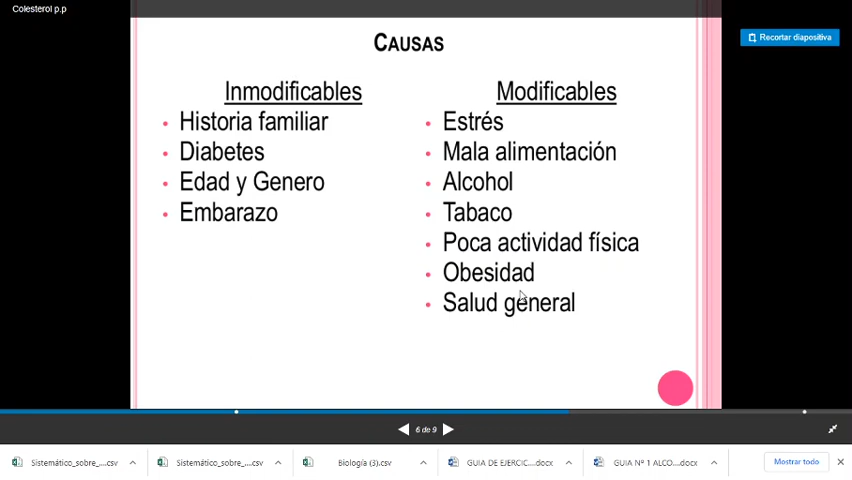 Colesterol p.p
Recortar diapositiva
CAUSAS
Inmodificables
• Historia familiar
• Diabetes
• Edad y Genero
• Embarazo
Modificables
• Estrés
• Mala alimentación
• Alcohol
• Tabaco
• Poca actividad física
• Obesidad
• Salud general
6 de 9
Sistemático_sobre_....csv
Sistemático_sobre_....csv
Biología (3).csv
GUIA DE EJERCIC....docx
GUIA Nº 1 ALCO....docx
Mostrar todo